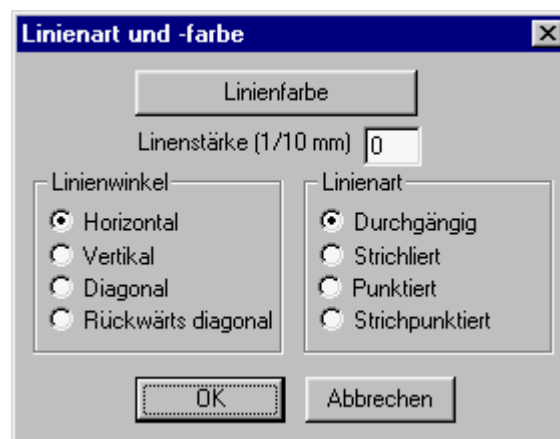 Linienart und -farbe
Linienfarbe
Linenstärke (1/10 mm) 0
Linienwinkel
Horizontal
Vertikal
Diagonal
Rückwärts diagonal
Linienart
Durchgängig
Strichliert
Punktiert
Strichpunktiert
OK
Abbrechen